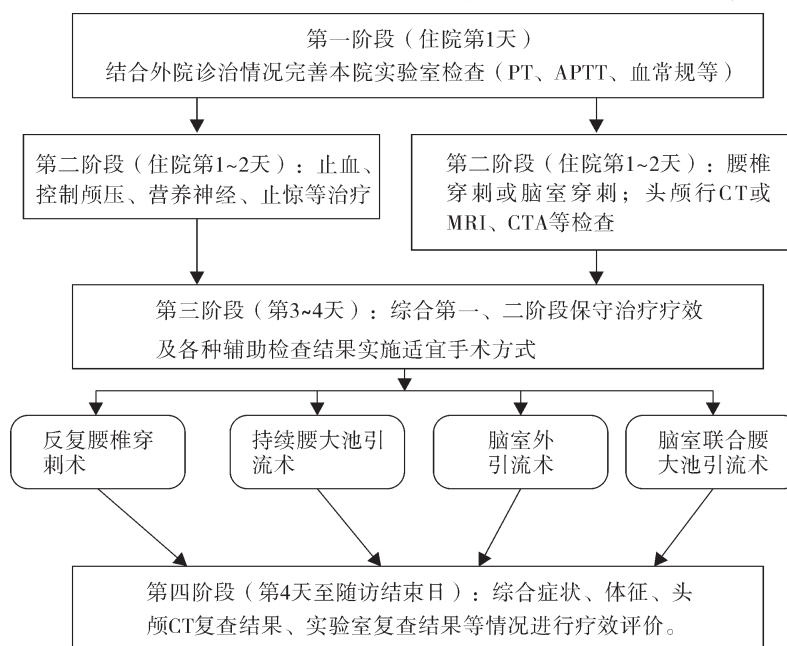 第一阶段（住院第1天）
结合外院诊治情况完善本院实验室检查（PT、APTT、血常规等）
第二阶段（住院第1~2天）：止血、
控制颅压、营养神经、止惊等治疗
第二阶段（住院第1~2天）：腰椎
穿刺或脑室穿刺；头颅行CT或
MRI、CTA等检查
第三阶段（第3~4天）：综合第一、二阶段保守治疗疗效
及各种辅助检查结果实施适宜手术方式
反复腰椎穿
刺术
持续腰大池引
流术
脑室外
引流术
脑室联合腰
大池引流术
第四阶段（第4天至随访结束日）：综合症状、体征、头
颅CT复查结果、实验室复查结果等情况进行疗效评价。